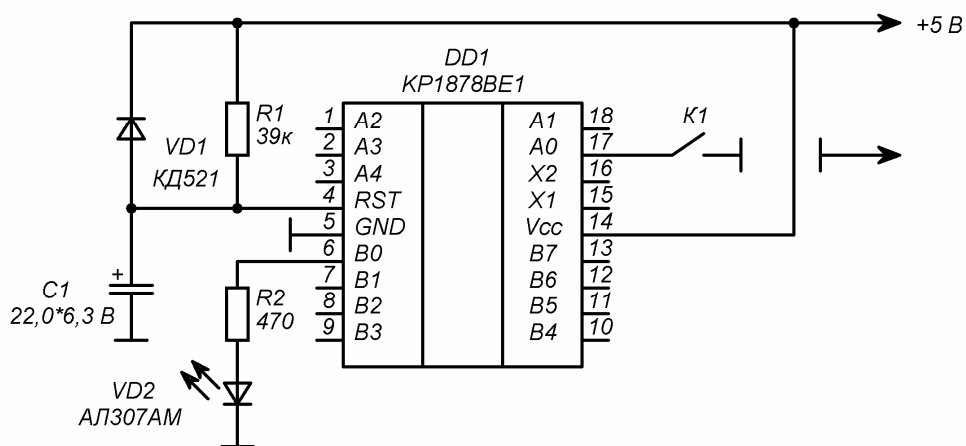 +5 В
DD1
КР1878ВЕ1
R1
39к
VD1
КД521
C1
+
22,0*6,3 В
R2
470
VD2
АЛ307АМ
K1
1 A2 A1 18
2 A3 A0 17
3 A4 X2 16
4 RST X1 15
5 GND Vcc 14
6 B0 B7 13
7 B1 B6 12
8 B2 B5 11
9 B3 B4 10